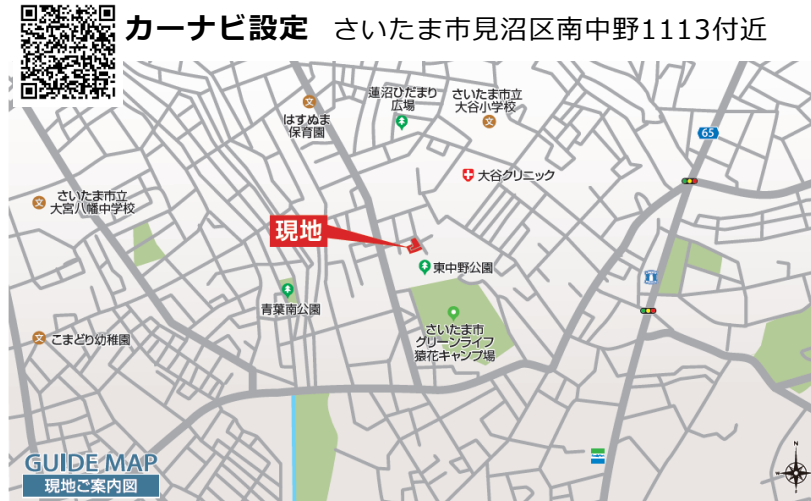 カーナビ設定 さいたま市見沼区南中野1113付近
蓮沼ひだまり
広場
さいたま市立
大谷小学校
はすぬま
保育園
65
大谷クリニック
さいたま市立
大宮八幡中学校
現地
東中野公園
青葉南公園
さいたま市
グリーンライフ
猿花キャンプ場
こまどり幼稚園
GUIDE MAP
現地ご案内図
N